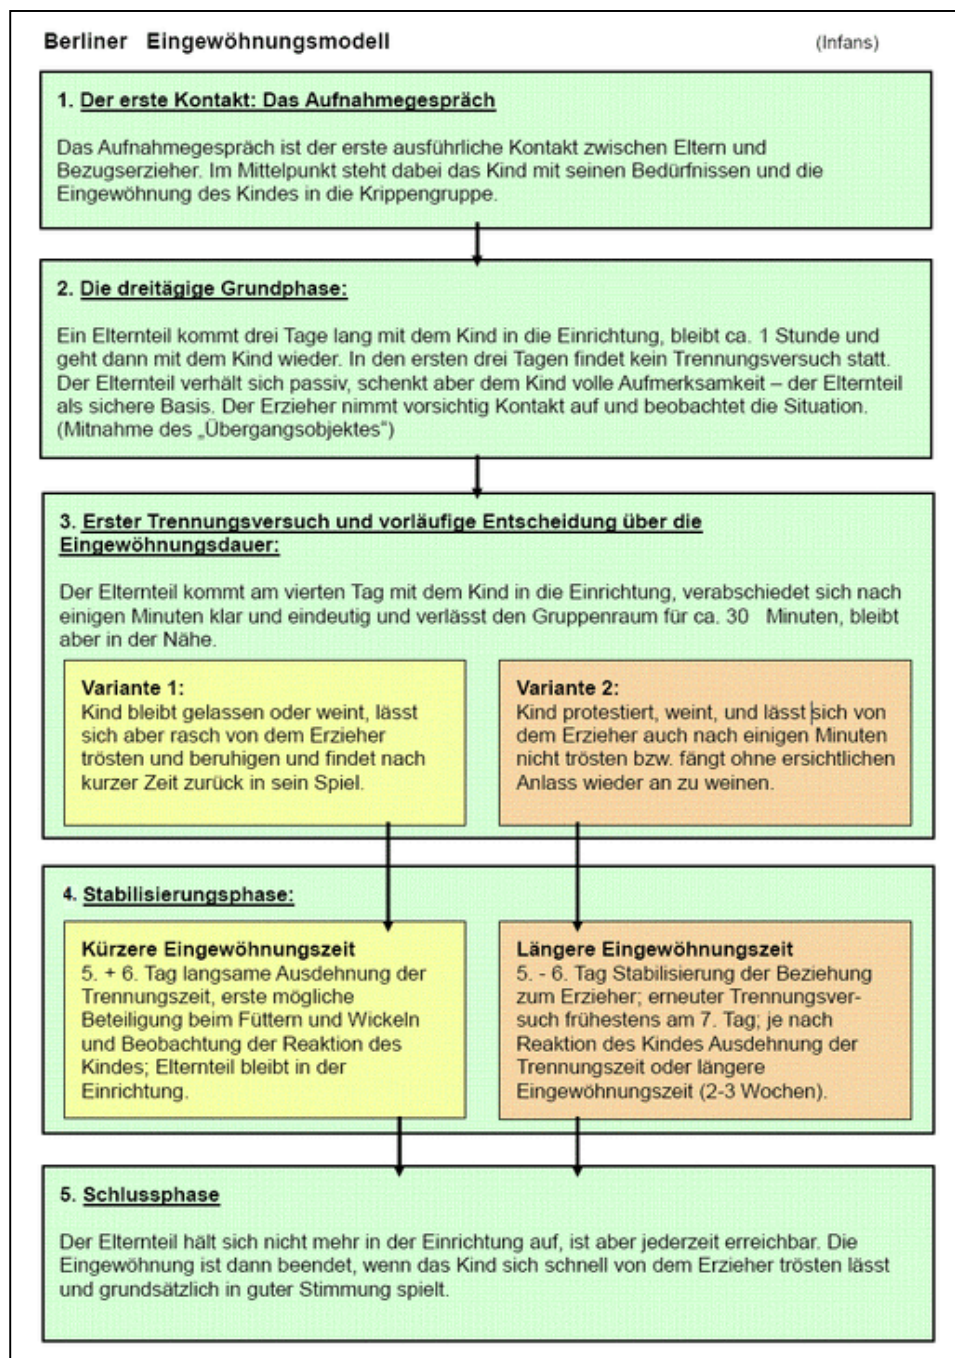 Berliner Eingewöhnungsmodell (Infans)
1. Der erste Kontakt: Das Aufnahmegespräch
Das Aufnahmegespräch ist der erste ausführliche Kontakt zwischen Eltern und
Bezugserzieher. Im Mittelpunkt steht dabei das Kind mit seinen Bedürfnissen und die
Eingewöhnung des Kindes in die Krippengruppe.
2. Die dreitägige Grundphase:
Ein Elternteil kommt drei Tage lang mit dem Kind in die Einrichtung, bleibt ca. 1 Stunde und
geht dann mit dem Kind wieder. In den ersten drei Tagen findet kein Trennungsversuch statt.
Der Elternteil verhält sich passiv, schenkt aber dem Kind volle Aufmerksamkeit – der Elternteil
als sichere Basis. Der Erzieher nimmt vorsichtig Kontakt auf und beobachtet die Situation.
(Mitnahme des „Übergangsobjektes“)
3. Erster Trennungsversuch und vorläufige Entscheidung über die
Eingewöhnungsdauer:
Der Elternteil kommt am vierten Tag mit dem Kind in die Einrichtung, verabschiedet sich nach
einigen Minuten klar und eindeutig und verlässt den Gruppenraum für ca. 30 Minuten, bleibt
aber in der Nähe.
Variante 1:
Kind bleibt gelassen oder weint, lässt
sich aber rasch von dem Erzieher
trösten und beruhigen und findet nach
kurzer Zeit zurück in sein Spiel.
Variante 2:
Kind protestiert, weint, und lässt sich von
dem Erzieher auch nach einigen Minuten
nicht trösten bzw. fängt ohne ersichtlichen
Anlass wieder an zu weinen.
4. Stabilisierungsphase:
Kürzere Eingewöhnungszeit
5. + 6. Tag langsame Ausdehnung der
Trennungszeit, erste mögliche
Beteiligung beim Füttern und Wickeln
und Beobachtung der Reaktion des
Kindes; Elternteil bleibt in der
Einrichtung.
Längere Eingewöhnungszeit
5. - 6. Tag Stabilisierung der Beziehung
zum Erzieher; erneuter Trennungsver-
such frühestens am 7. Tag; je nach
Reaktion des Kindes Ausdehnung der
Trennungszeit oder längere
Eingewöhnungszeit (2-3 Wochen).
5. Schlussphase
Der Elternteil hält sich nicht mehr in der Einrichtung auf, ist aber jederzeit erreichbar. Die
Eingewöhnung ist dann beendet, wenn das Kind sich schnell von dem Erzieher trösten lässt
und grundsätzlich in guter Stimmung spielt.